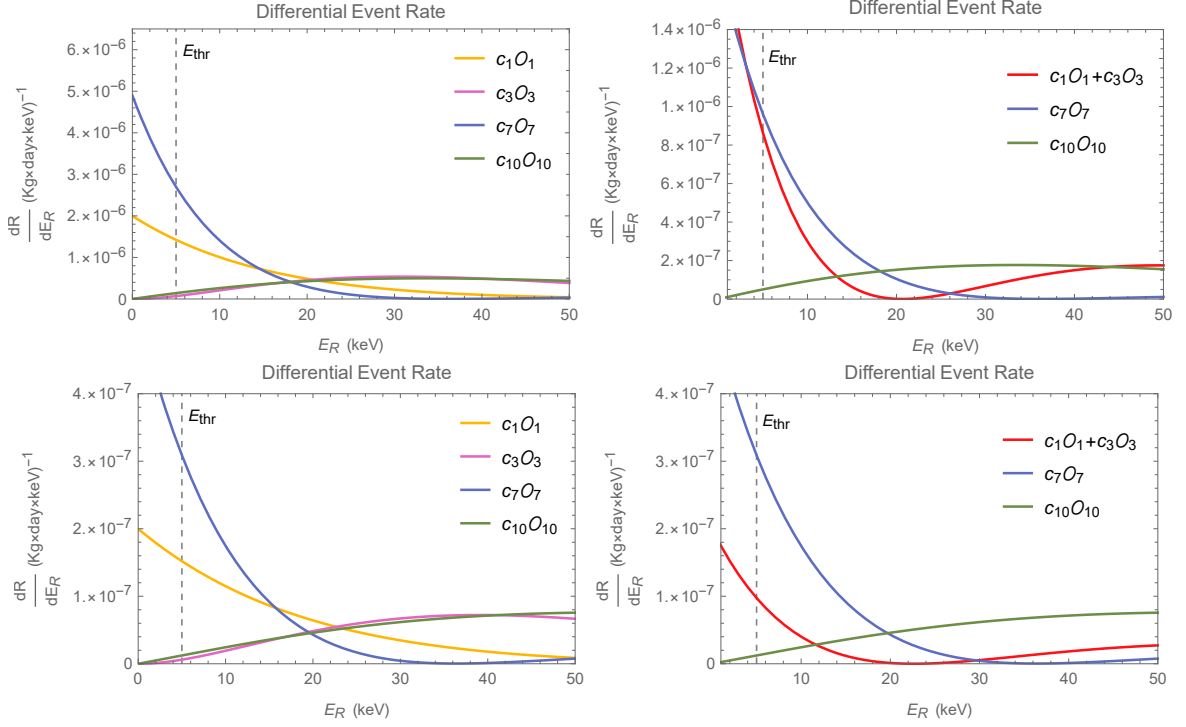 Differential Event Rate
6.×10⁻⁶
5.×10⁻⁶
4.×10⁻⁶
3.×10⁻⁶
2.×10⁻⁶
1.×10⁻⁶
0
dR/dE_R (Kg×day×keV)⁻¹
E_thr
c₁O₁
c₃O₃
c₇O₇
c₁₀O₁₀
0 10 20 30 40 50
E_R (keV)
Differential Event Rate
1.4×10⁻⁶
1.2×10⁻⁶
1.×10⁻⁶
8.×10⁻⁷
6.×10⁻⁷
4.×10⁻⁷
2.×10⁻⁷
0
dR/dE_R (Kg×day×keV)⁻¹
E_thr
c₁O₁+c₃O₃
c₇O₇
c₁₀O₁₀
10 20 30 40 50
E_R (keV)
Differential Event Rate
4.×10⁻⁷
3.×10⁻⁷
2.×10⁻⁷
1.×10⁻⁷
0
dR/dE_R (Kg×day×keV)⁻¹
E_thr
c₁O₁
c₃O₃
c₇O₇
c₁₀O₁₀
0 10 20 30 40 50
E_R (keV)
Differential Event Rate
4.×10⁻⁷
3.×10⁻⁷
2.×10⁻⁷
1.×10⁻⁷
0
dR/dE_R (Kg×day×keV)⁻¹
E_thr
c₁O₁+c₃O₃
c₇O₇
c₁₀O₁₀
10 20 30 40 50
E_R (keV)